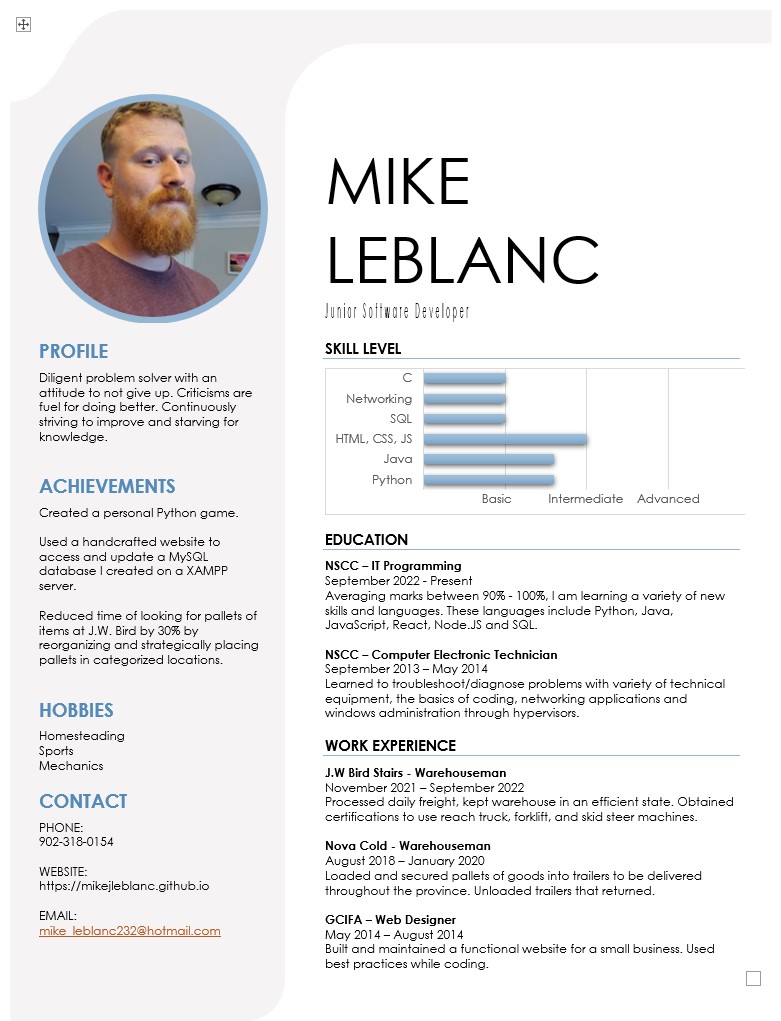 MIKE
LEBLANC
Junior Software Developer
PROFILE
Diligent problem solver with an
attitude to not give up. Criticisms are
fuel for doing better. Continuously
striving to improve and starving for
knowledge.
ACHIEVEMENTS
Created a personal Python game.
Used a handcrafted website to
access and update a MySQL
database I created on a XAMPP
server.
Reduced time of looking for pallets of
items at J.W. Bird by 30% by
reorganizing and strategically placing
pallets in categorized locations.
HOBBIES
Homesteading
Sports
Mechanics
CONTACT
PHONE:
902-318-0154
WEBSITE:
https://mikejleblanc.github.io
EMAIL:
mike_leblanc232@hotmail.com
SKILL LEVEL
C
Networking
SQL
HTML, CSS, JS
Java
Python
Basic Intermediate Advanced
EDUCATION
NSCC – IT Programming
September 2022 - Present
Averaging marks between 90% - 100%, I am learning a variety of new
skills and languages. These languages include Python, Java,
JavaScript, React, Node.JS and SQL.
NSCC – Computer Electronic Technician
September 2013 – May 2014
Learned to troubleshoot/diagnose problems with variety of technical
equipment, the basics of coding, networking applications and
windows administration through hypervisors.
WORK EXPERIENCE
J.W Bird Stairs - Warehouseman
November 2021 – September 2022
Processed daily freight, kept warehouse in an efficient state. Obtained
certifications to use reach truck, forklift, and skid steer machines.
Nova Cold - Warehouseman
August 2018 – January 2020
Loaded and secured pallets of goods into trailers to be delivered
throughout the province. Unloaded trailers that returned.
GCIFA – Web Designer
May 2014 – August 2014
Built and maintained a functional website for a small business. Used
best practices while coding.